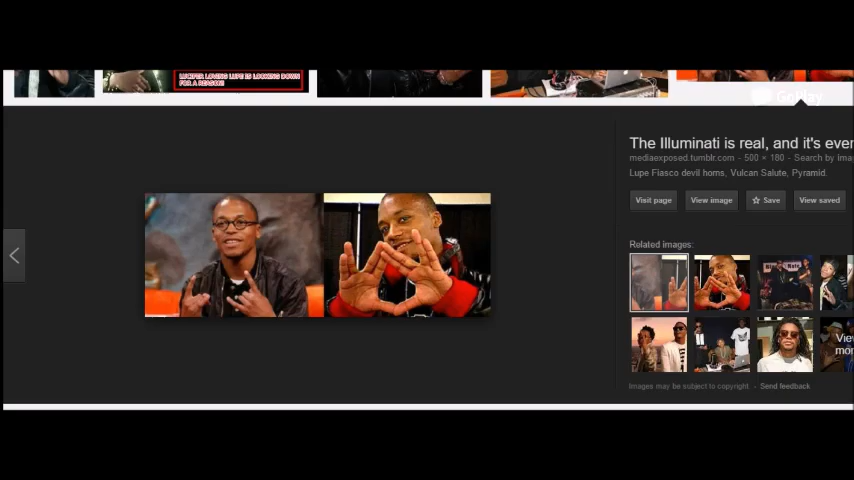 LUCIFER LOVING LUPE IS LOOKING DOWN
FOR A REASON!
GoPlay
The Illuminati is real, and it's ever
mediaexposed.tumblr.com - 500 × 180 - Search by ima
Lupe Fiasco devil horns, Vulcan Salute, Pyramid.
Visit page
View image
Save
View saved
Related images:
View
mor
Images may be subject to copyright. - Send feedback